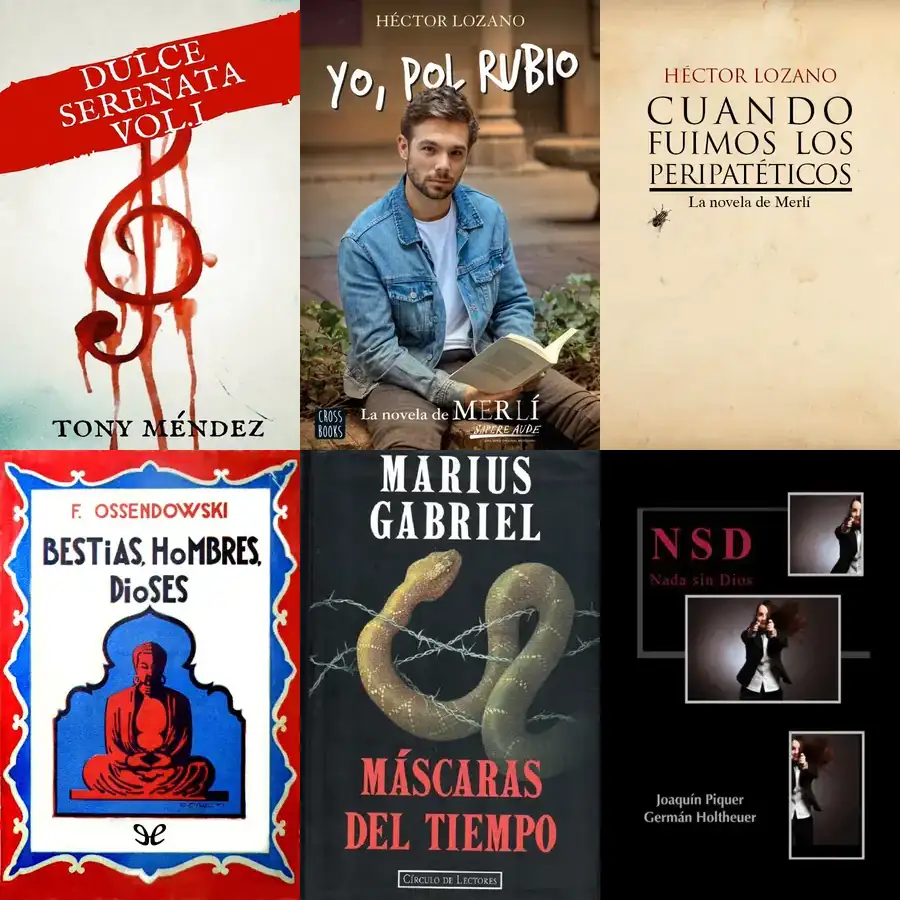 DULCE
SERENATA
VOL.I
TONY MÉNDEZ
HÉCTOR LOZANO
YO, POL RUBIO
CROSS
BOOKS
La novela de MERLÍ
SAPERE AUDE
HÉCTOR LOZANO
CUANDO
FUIMOS LOS
PERIPATÉTICOS
La novela de Merlí
F. OSSENDOWSKI
BESTiAS, HoMBRES,
DioSES
MARIUS
GABRIEL
MÁSCARAS
DEL TIEMPO
CÍRCULO DE LECTORES
NSD
Nada sin Dios
Joaquín Piquer
Germán Holtheuer